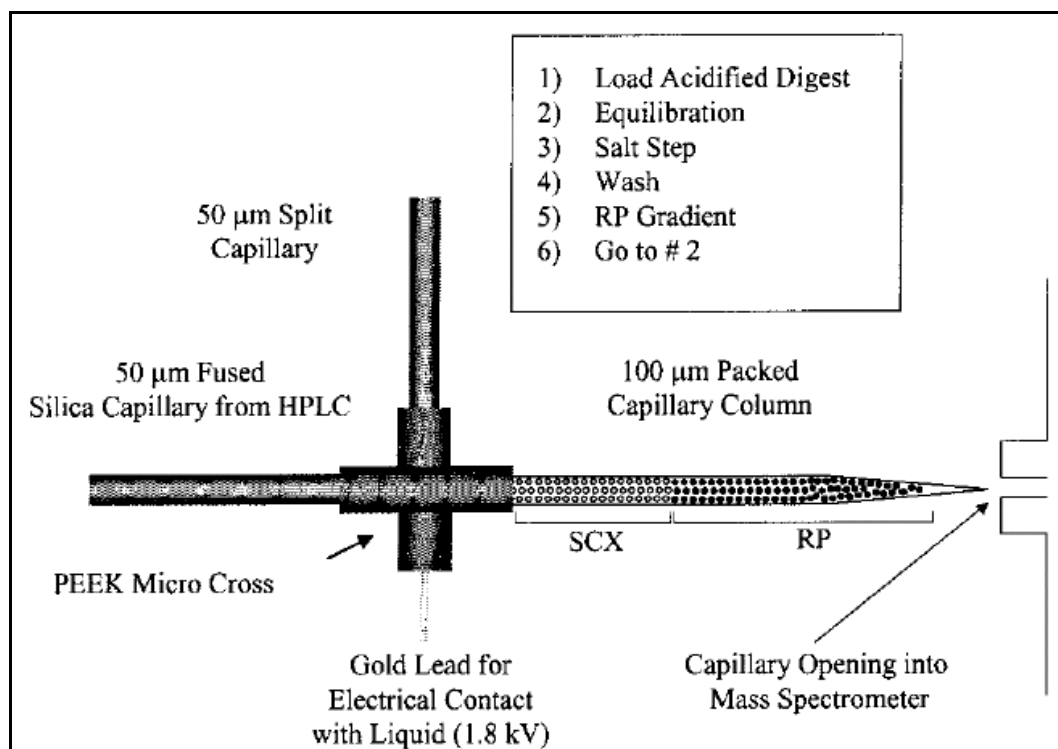 1) Load Acidified Digest
2) Equilibration
3) Salt Step
4) Wash
5) RP Gradient
6) Go to # 2
50 μm Split
Capillary
50 μm Fused
Silica Capillary from HPLC
100 μm Packed
Capillary Column
SCX
RP
PEEK Micro Cross
Gold Lead for
Electrical Contact
with Liquid (1.8 kV)
Capillary Opening into
Mass Spectrometer